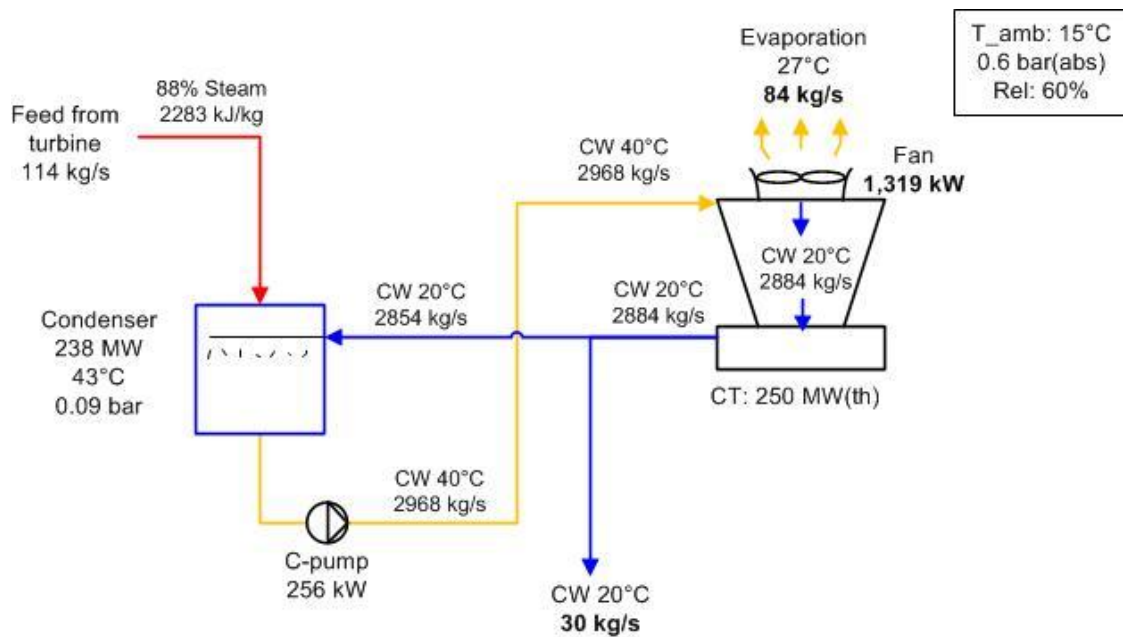 T_amb: 15°C
0.6 bar(abs)
Rel: 60%
Evaporation
27°C
84 kg/s
88% Steam
2283 kJ/kg
Feed from
turbine
114 kg/s
CW 40°C
2968 kg/s
Fan
1,319 kW
CW 20°C
2884 kg/s
CW 20°C
2854 kg/s
CW 20°C
2884 kg/s
Condenser
238 MW
43°C
0.09 bar
CT: 250 MW(th)
CW 40°C
2968 kg/s
C-pump
256 kW
CW 20°C
30 kg/s